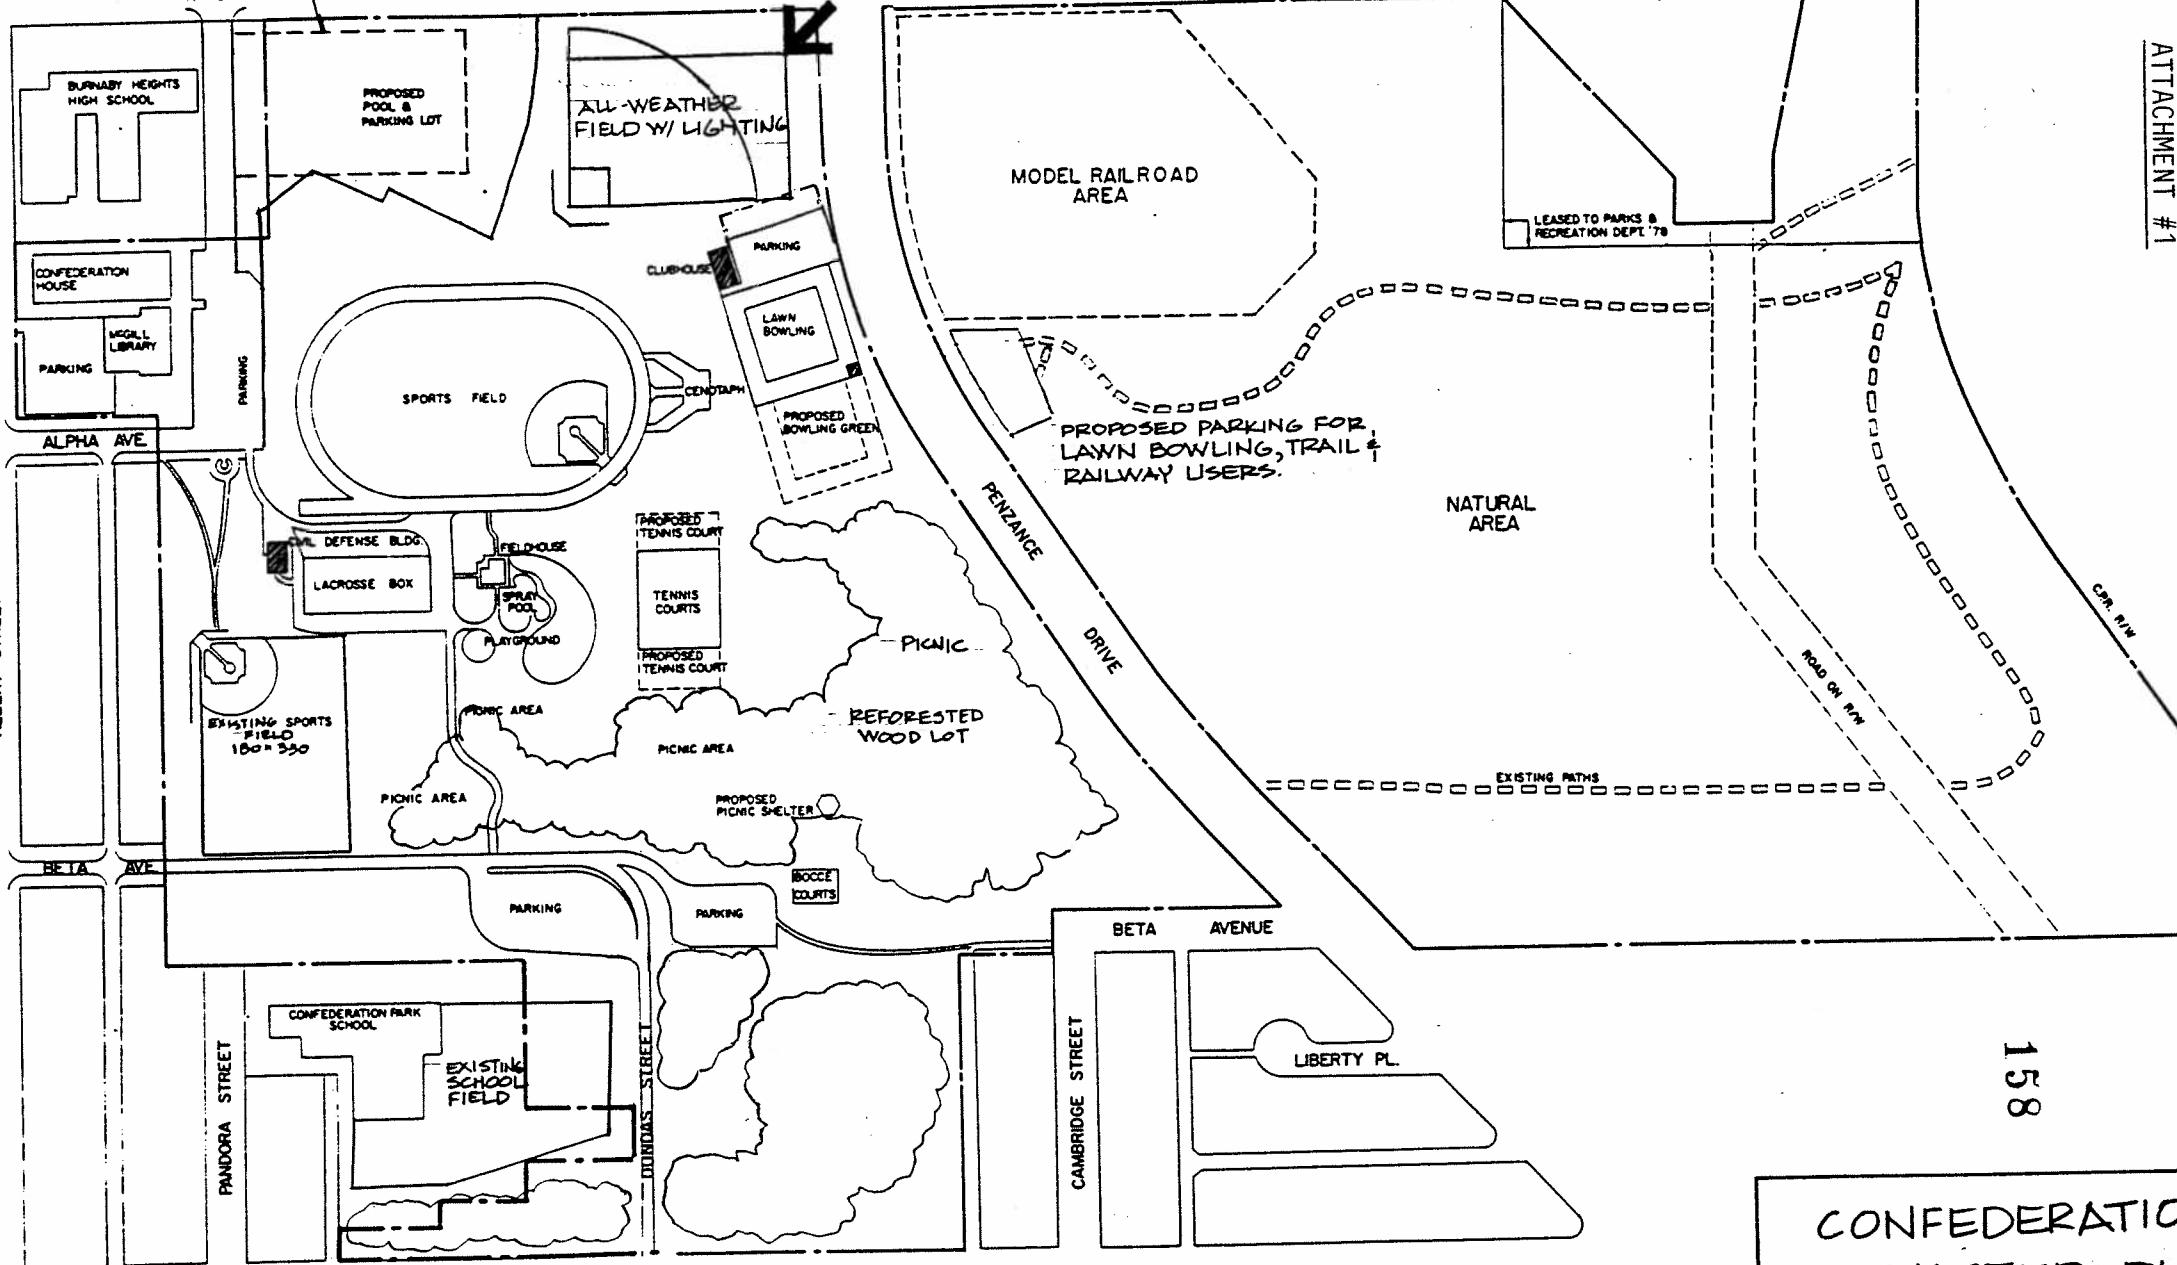 ATTACHMENT #1
BURNABY HEIGHTS
HIGH SCHOOL
PROPOSED
POOL &
PARKING LOT
ALL-WEATHER
FIELD W/ LIGHTING
MODEL RAILROAD
AREA
LEASED TO PARKS &
RECREATION DEPT. '78
CONFEDERATION
HOUSE
MCGILL
LIBRARY
PARKING
PARKING
CLUBHOUSE
PARKING
LAWN
BOWLING
SPORTS FIELD
CENOTAPH
PROPOSED
BOWLING GREEN
PROPOSED PARKING FOR
LAWN BOWLING, TRAIL &
RAILWAY USERS.
ALPHA AVE.
NATURAL
AREA
PENZANCE
DRIVE
CIVIL DEFENSE BLDG.
LACROSSE BOX
FIELDHOUSE
SPRAY
POOL
PLAYGROUND
PROPOSED
TENNIS COURT
TENNIS
COURTS
PROPOSED
TENNIS COURT
PICNIC
C.P.R. R/W
ROAD ON R/W
EXISTING SPORTS
FIELD
180 x 330
PICNIC AREA
PICNIC AREA
REFORESTED
WOOD LOT
PICNIC AREA
PROPOSED
PICNIC SHELTER
EXISTING PATHS
BETA AVE.
PARKING
PARKING
BOCCE
COURTS
BETA AVENUE
CONFEDERATION PARK
SCHOOL
EXISTING
SCHOOL
FIELD
PANDORA STREET
DUNDAS STREET
CAMBRIDGE STREET
LIBERTY PL.
158
CONFEDERATIO